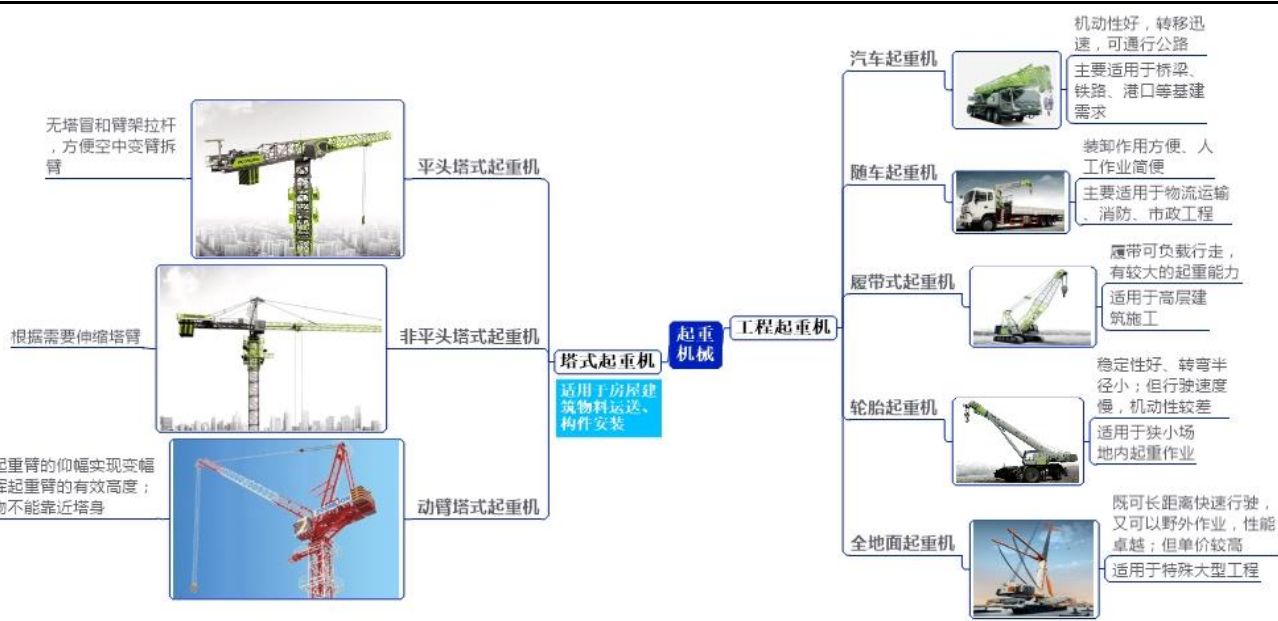 起重
机械
塔式起重机
适用于房屋建
筑物料运送、
构件安装
平头塔式起重机
无塔冒和臂架拉杆
，方便空中变臂拆
臂
非平头塔式起重机
根据需要伸缩塔臂
动臂塔式起重机
起重臂的仰幅实现变幅
挥起重臂的有效高度；
物不能靠近塔身
工程起重机
汽车起重机
机动性好，转移迅
速，可通行公路
主要适用于桥梁、
铁路、港口等基建
需求
随车起重机
装卸作用方便、人
工作业简便
主要适用于物流运输
、消防、市政工程
履带式起重机
履带可负载行走，
有较大的起重能力
适用于高层建
筑施工
轮胎起重机
稳定性好、转弯半
径小；但行驶速度
慢，机动性较差
适用于狭小场
地内起重作业
全地面起重机
既可长距离快速行驶，
又可以野外作业，性能
卓越；但单价较高
适用于特殊大型工程